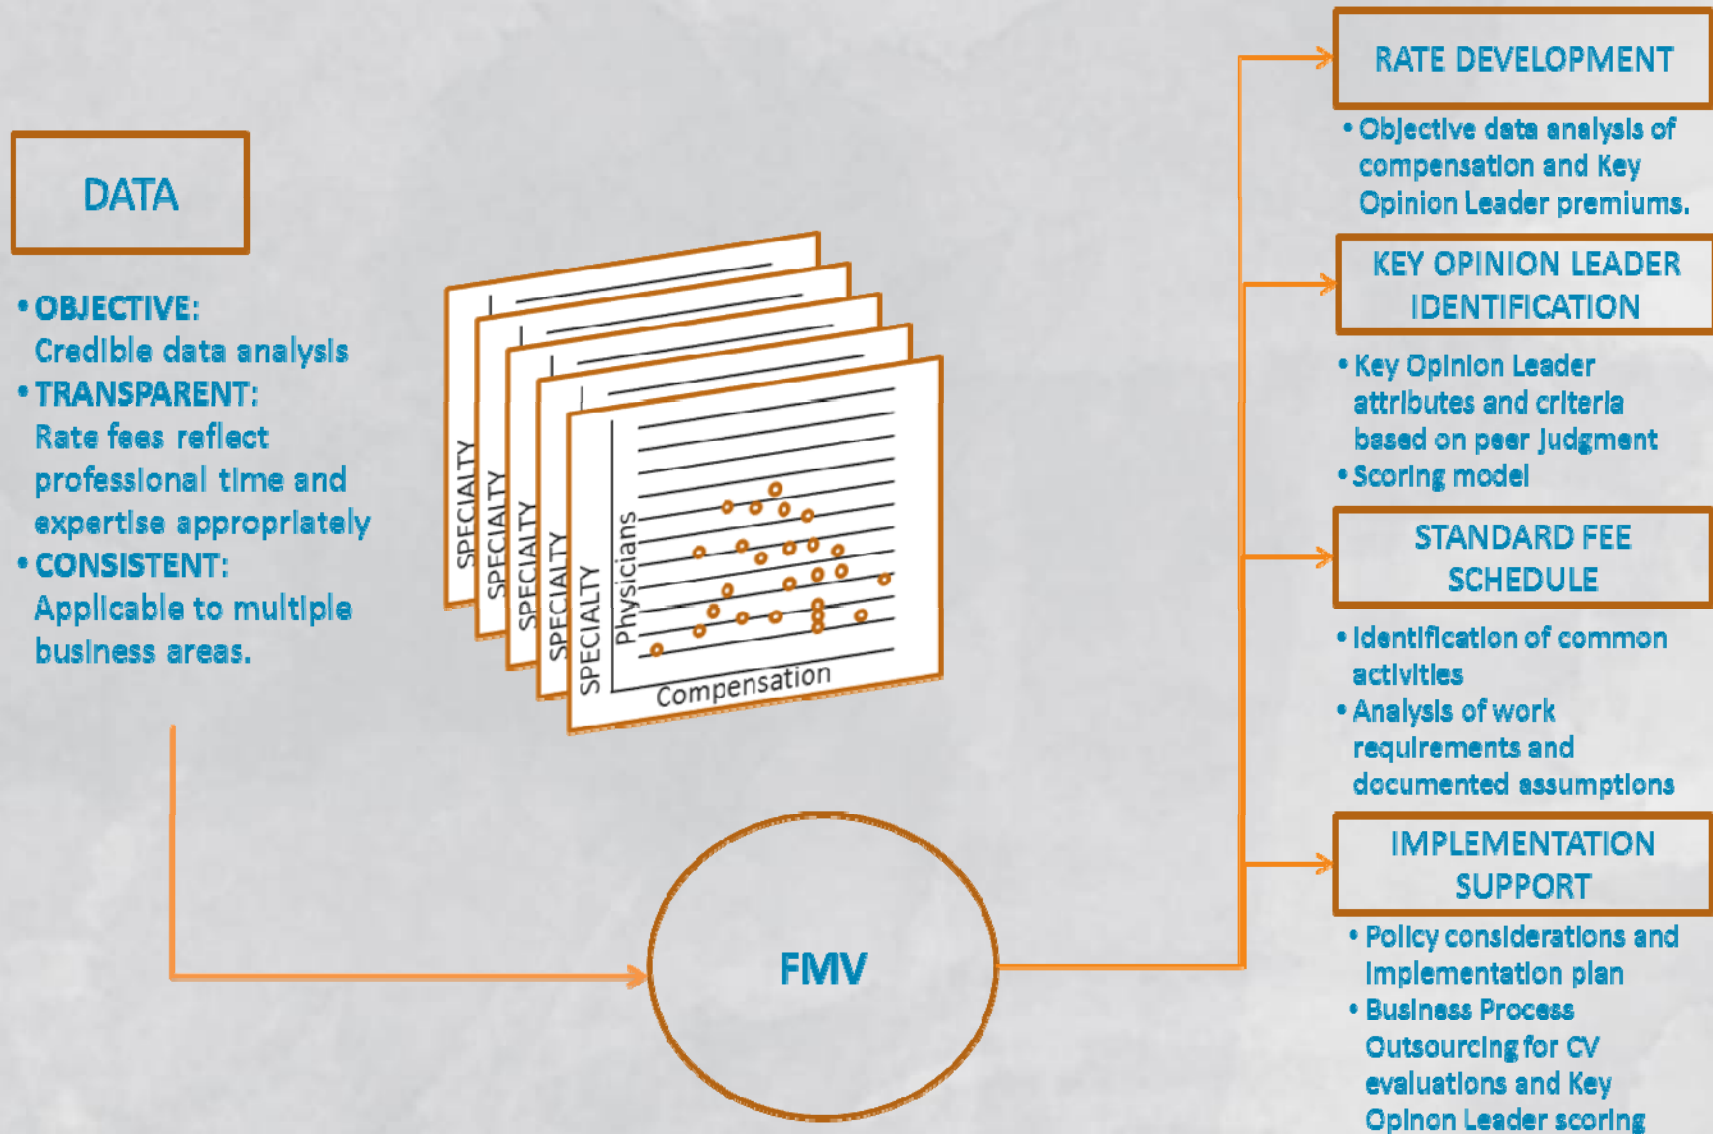 DATA
• OBJECTIVE:
Credible data analysis
• TRANSPARENT:
Rate fees reflect
professional time and
expertise appropriately
• CONSISTENT:
Applicable to multiple
business areas.
SPECIALTY
SPECIALTY
SPECIALTY
SPECIALTY
SPECIALTY
Physicians
Compensation
FMV
RATE DEVELOPMENT
• Objective data analysis of
compensation and Key
Opinion Leader premiums.
KEY OPINION LEADER
IDENTIFICATION
• Key Opinion Leader
attributes and criteria
based on peer judgment
• Scoring model
STANDARD FEE
SCHEDULE
• Identification of common
activities
• Analysis of work
requirements and
documented assumptions
IMPLEMENTATION
SUPPORT
• Policy considerations and
implementation plan
• Business Process
Outsourcing for CV
evaluations and Key
Opinon Leader scoring